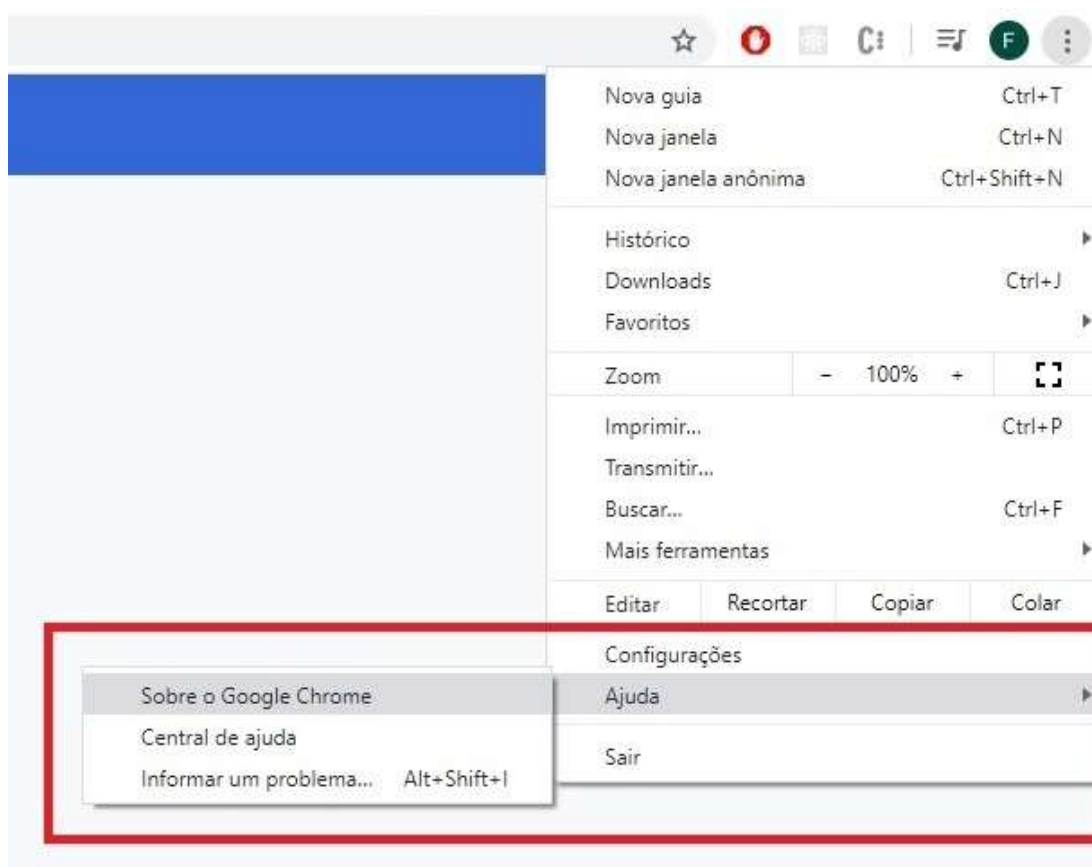 F
Nova guia Ctrl+T
Nova janela Ctrl+N
Nova janela anônima Ctrl+Shift+N
Histórico
Downloads Ctrl+J
Favoritos
Zoom - 100% +
Imprimir... Ctrl+P
Transmitir...
Buscar... Ctrl+F
Mais ferramentas
Editar Recortar Copiar Colar
Configurações
Ajuda
Sobre o Google Chrome
Central de ajuda
Informar um problema... Alt+Shift+I
Sair